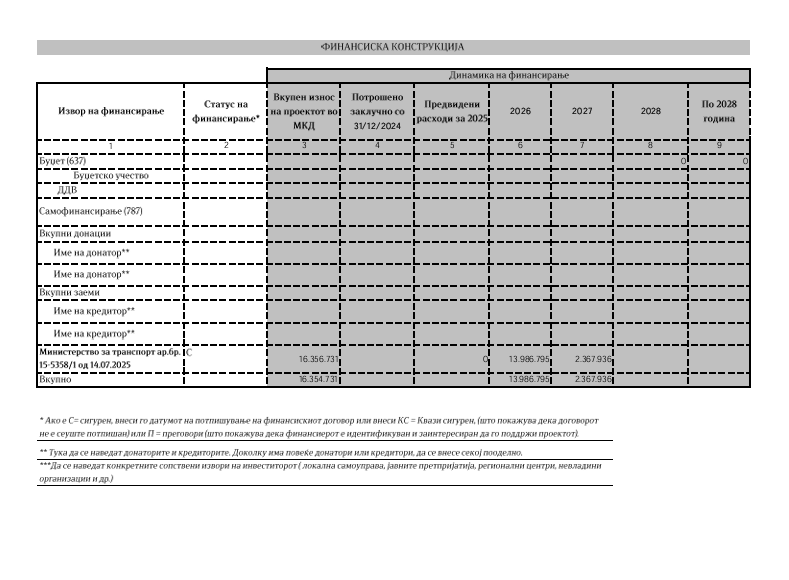 ФИНАНСИСКА КОНСТРУКЦИЈА
Динамика на финансирање
Извор на финансирање Статус на финансирање* Вкупен износ на проектот во МКД Потрошено заклучно со 31/12/2024 Предвидени расходи за 2025 2026 2027 2028 По 2028 година
1 2 3 4 5 6 7 8 9
Буџет (637) 0 0
Буџетско учество
ДДВ
Самофинансирање (787)
Вкупни донации
Име на донатор**
Име на донатор**
Вкупни заеми
Име на кредитор**
Име на кредитор**
Министерство за транспорт ар.бр. 15-5358/1 од 14.07.2025 С 16.356.731 0 13.986.795 2.367.936
Вкупно 16.354.731 13.986.795 2.367.936
* Ако е С= сигурен, внеси го датумот на потпишување на финансискиот договор или внеси КС = Квази сигурен, (што покажува дека договорот
не е сеуште потпишан) или П = преговори (што покажува дека финансиерот е идентификуван и заинтересиран да го поддржи проектот).
** Тука да се наведат донаторите и кредиторите. Доколку има повеќе донатори или кредитори, да се внесе секој поодделно.
***Да се наведат конкретните сопствени извори на инвеститорот ( локална самоуправа, јавните претпријатија, регионални центри, невладини
организации и др.)